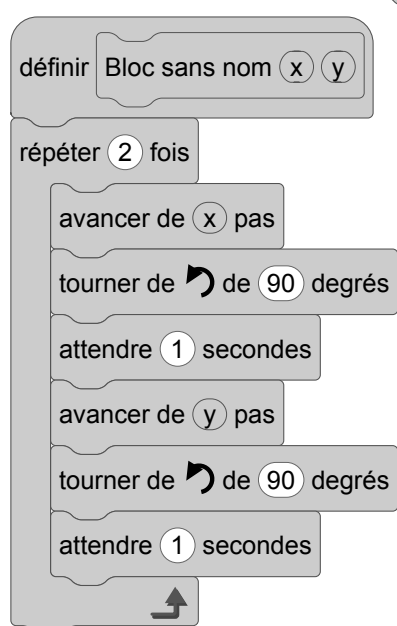 définir Bloc sans nom x y
répéter 2 fois
avancer de x pas
tourner de de 90 degrés
attendre 1 secondes
avancer de y pas
tourner de de 90 degrés
attendre 1 secondes